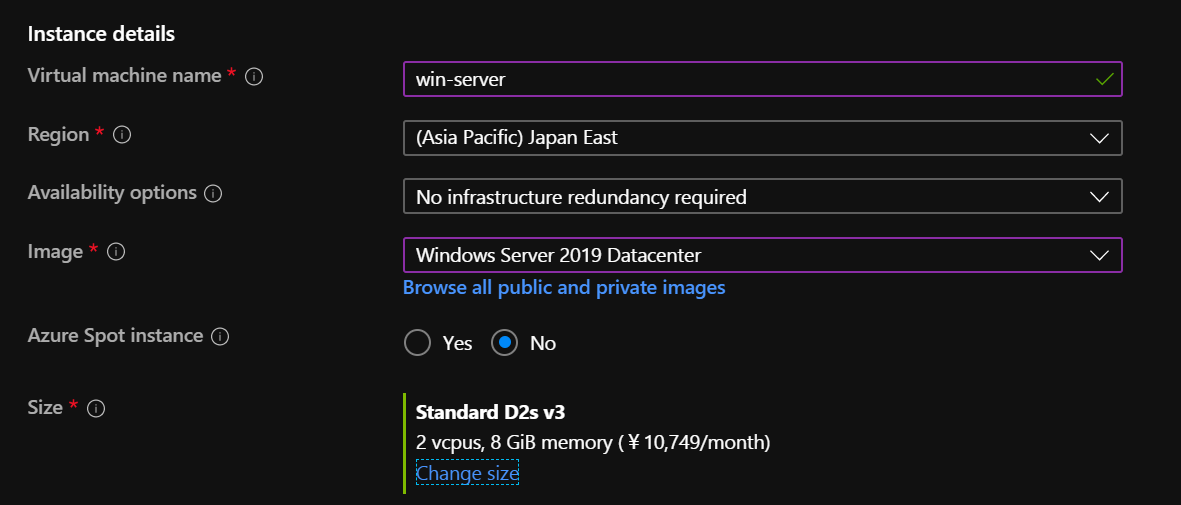 Instance details
Virtual machine name * win-server
Region * (Asia Pacific) Japan East
Availability options No infrastructure redundancy required
Image * Windows Server 2019 Datacenter
Browse all public and private images
Azure Spot instance Yes No
Size * Standard D2s v3
2 vcpus, 8 GiB memory (￥10,749/month)
Change size